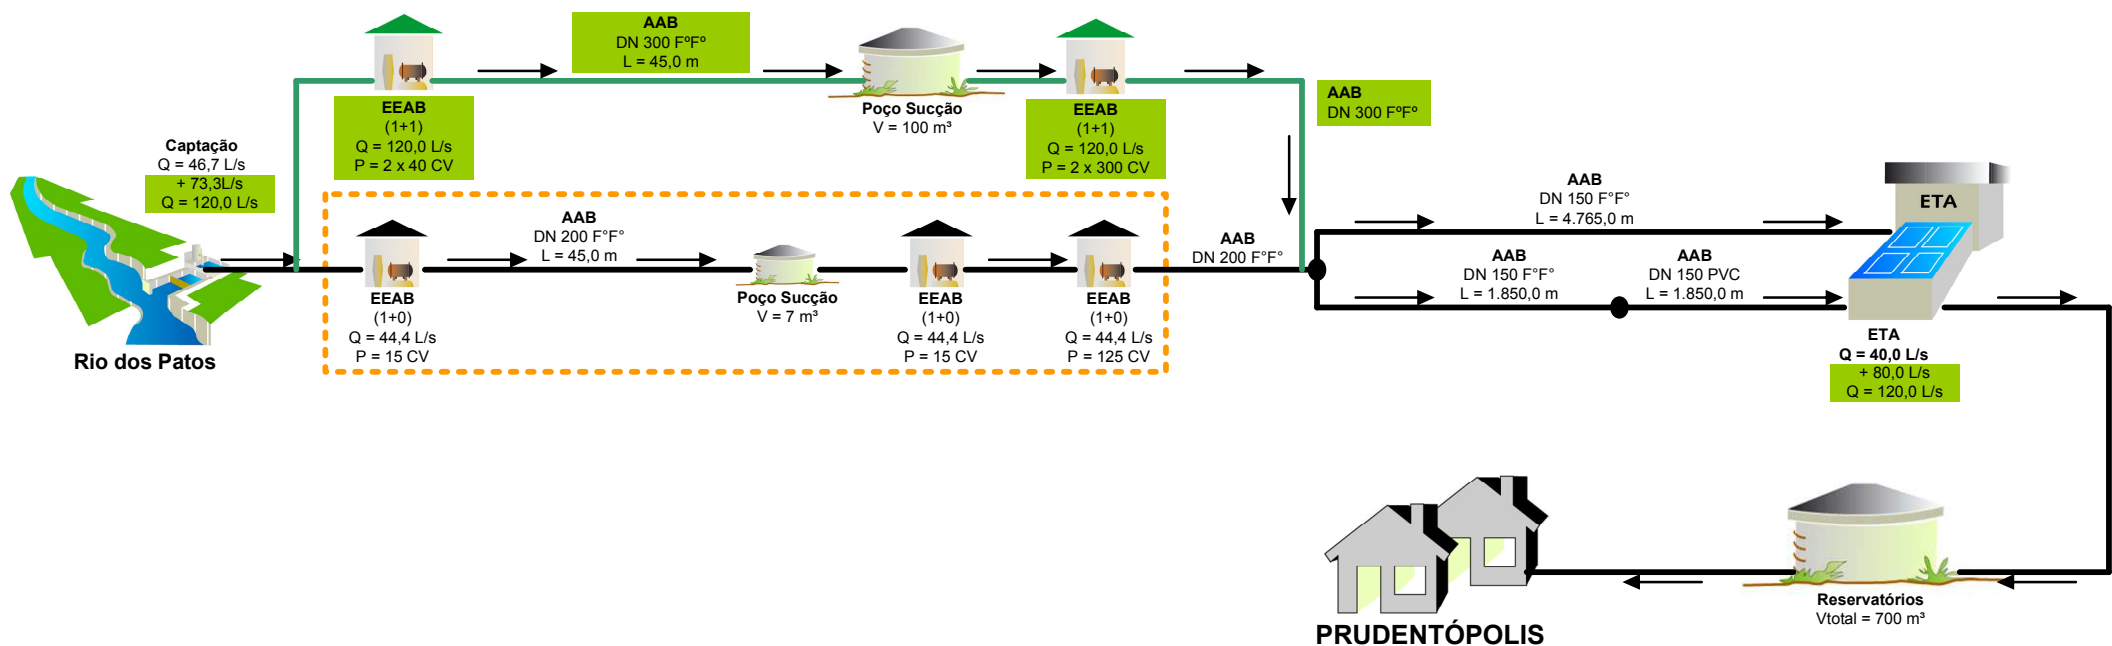 AAB
DN 300 FºFº
L = 45,0 m
EEAB
(1+1)
Q = 120,0 L/s
P = 2 x 40 CV
Poço Sucção
V = 100 m³
EEAB
(1+1)
Q = 120,0 L/s
P = 2 x 300 CV
AAB
DN 300 FºFº
Captação
Q = 46,7 L/s
+ 73,3L/s
Q = 120,0 L/s
Rio dos Patos
EEAB
(1+0)
Q = 44,4 L/s
P = 15 CV
AAB
DN 200 F°F°
L = 45,0 m
Poço Sucção
V = 7 m³
EEAB
(1+0)
Q = 44,4 L/s
P = 15 CV
EEAB
(1+0)
Q = 44,4 L/s
P = 125 CV
AAB
DN 200 F°F°
AAB
DN 150 F°F°
L = 4.765,0 m
AAB
DN 150 F°F°
L = 1.850,0 m
AAB
DN 150 PVC
L = 1.850,0 m
ETA
ETA
Q = 40,0 L/s
+ 80,0 L/s
Q = 120,0 L/s
Reservatórios
Vtotal = 700 m³
PRUDENTÓPOLIS